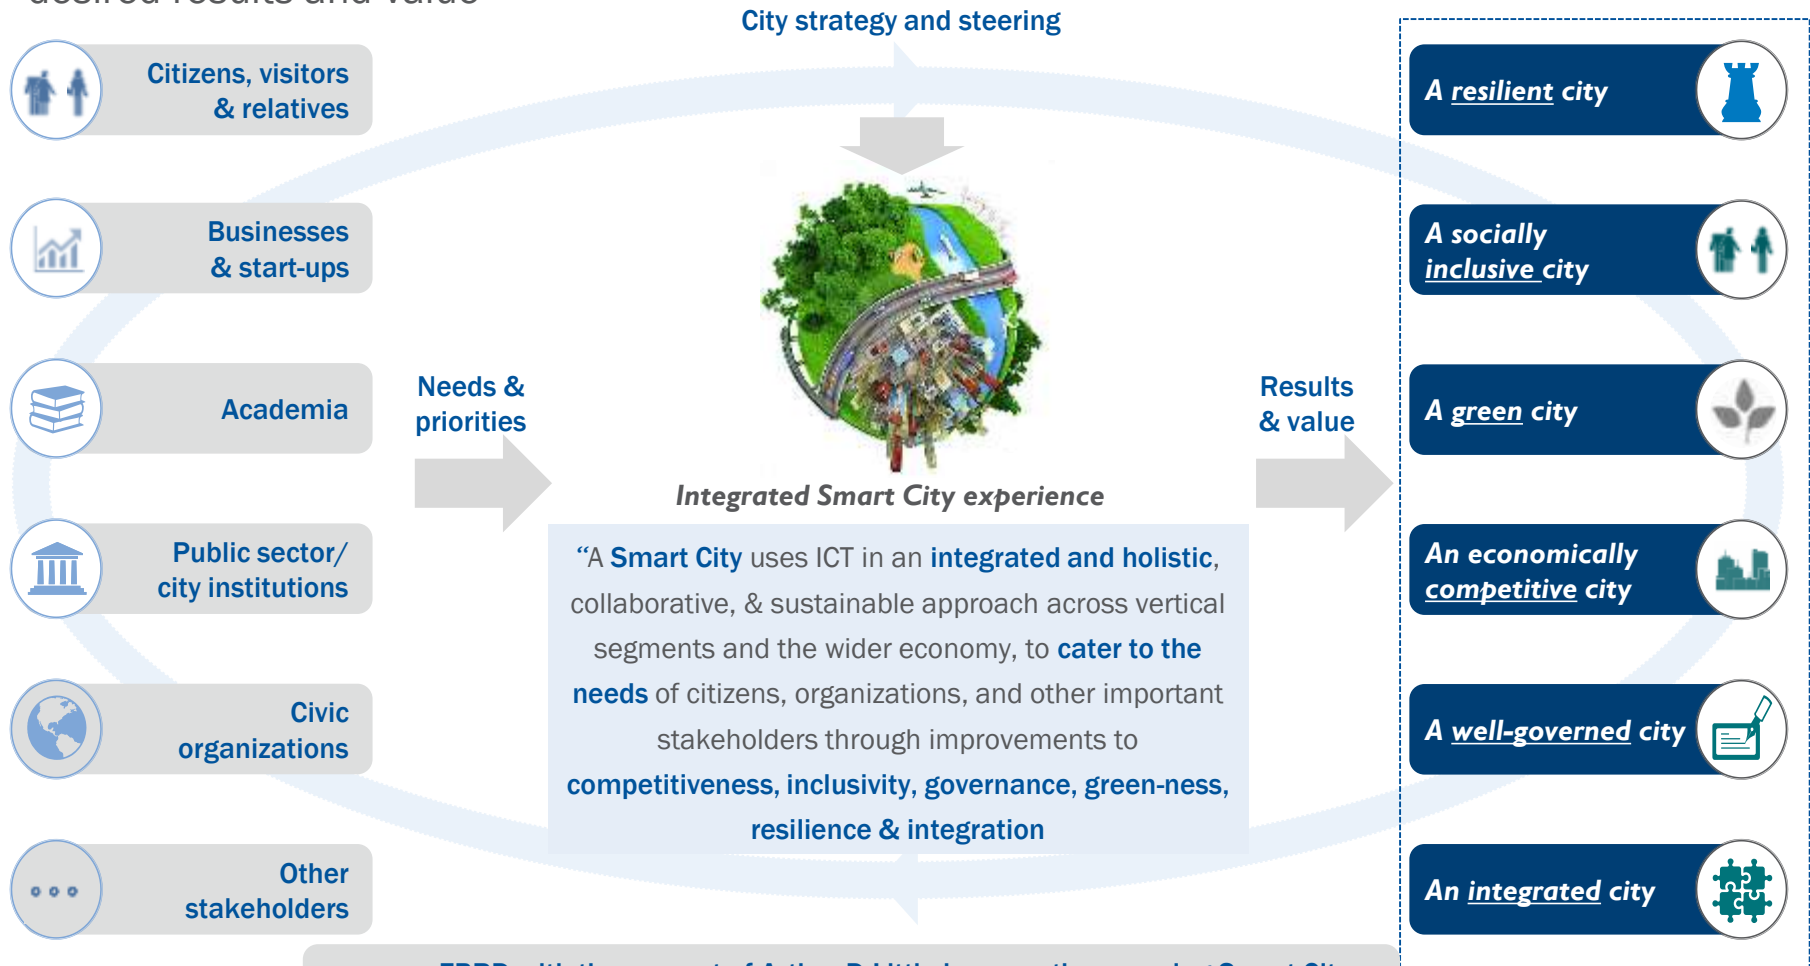 desired results and value
City strategy and steering
Citizens, visitors
& relatives
Businesses
& start-ups
Academia
Public sector/
city institutions
Civic
organizations
Other
stakeholders
Needs &
priorities
Integrated Smart City experience
“A Smart City uses ICT in an integrated and holistic,
collaborative, & sustainable approach across vertical
segments and the wider economy, to cater to the
needs of citizens, organizations, and other important
stakeholders through improvements to
competitiveness, inclusivity, governance, green-ness,
resilience & integration
Results
& value
A resilient city
A socially
inclusive city
A green city
An economically
competitive city
A well-governed city
An integrated city